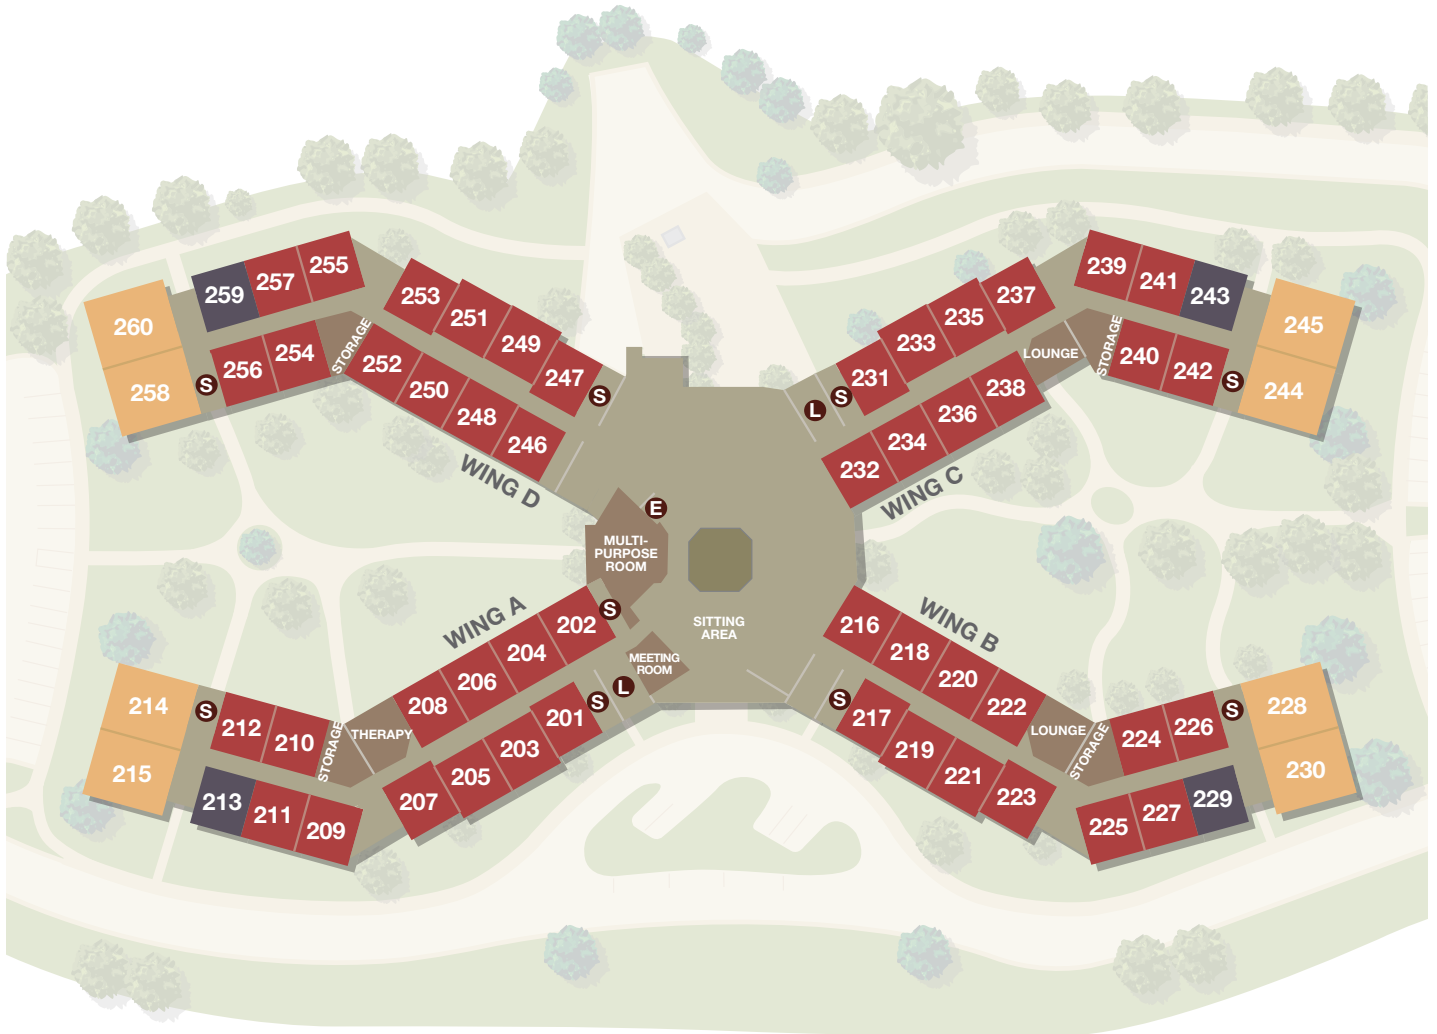 255
257
259
260
258
S
256
254
STORAGE
253
251
249
247
S
252
250
248
246
WING D
239
241
243
245
244
237
235
233
231
S
L
LOUNGE
STORAGE
240
242
S
238
236
234
232
WING C
E
MULTI-
PURPOSE
ROOM
SITTING
AREA
MEETING
ROOM
WING A
202
S
204
206
208
THERAPY
STORAGE
210
212
S
214
215
213
211
209
207
205
203
201
S
L
WING B
216
218
220
222
LOUNGE
STORAGE
224
226
S
228
230
S
217
219
221
223
225
227
229